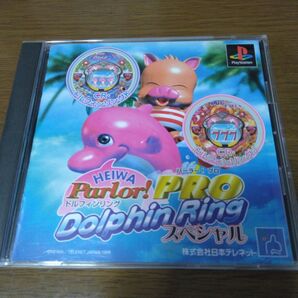 PlayStation
HEIWA
Parlor! PRO
パーラー!プロ
ドルフィンリング
Dolphin Ring
スペシャル
株式会社日本テレネット